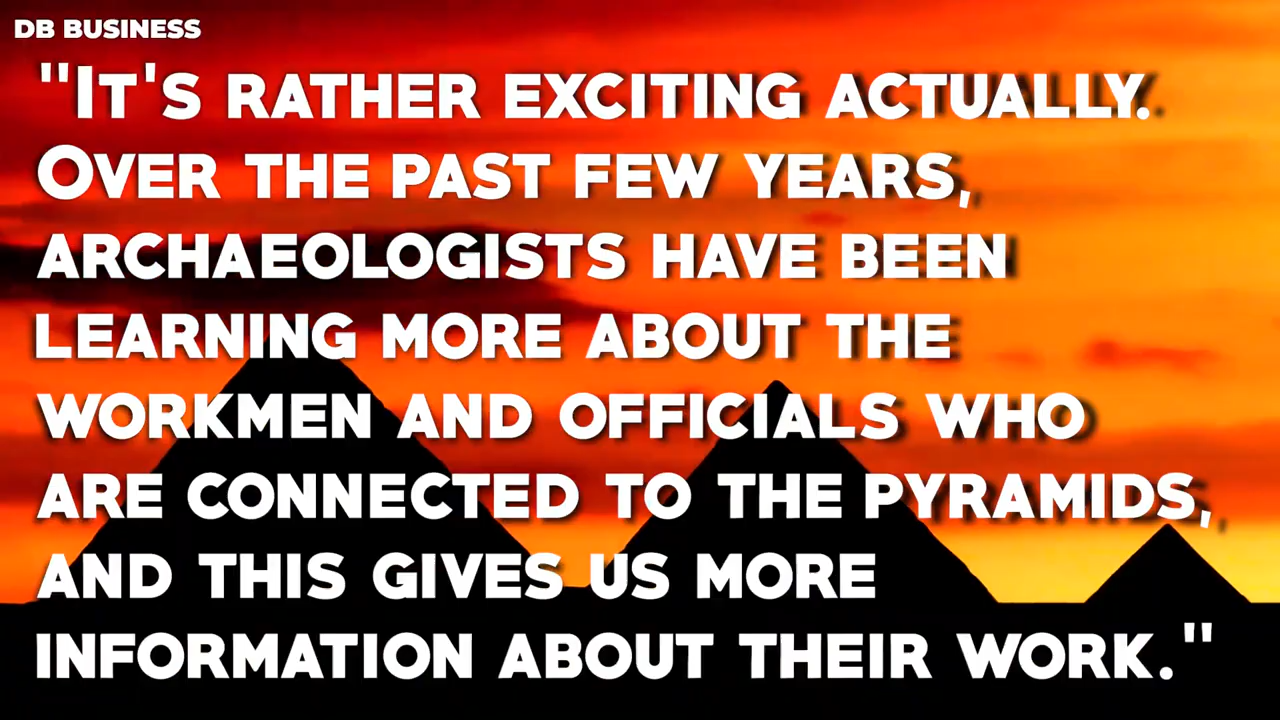 DB BUSINESS
"It's rather exciting actually.
Over the past few years,
archaeologists have been
learning more about the
workmen and officials who
are connected to the pyramids,
and this gives us more
information about their work."